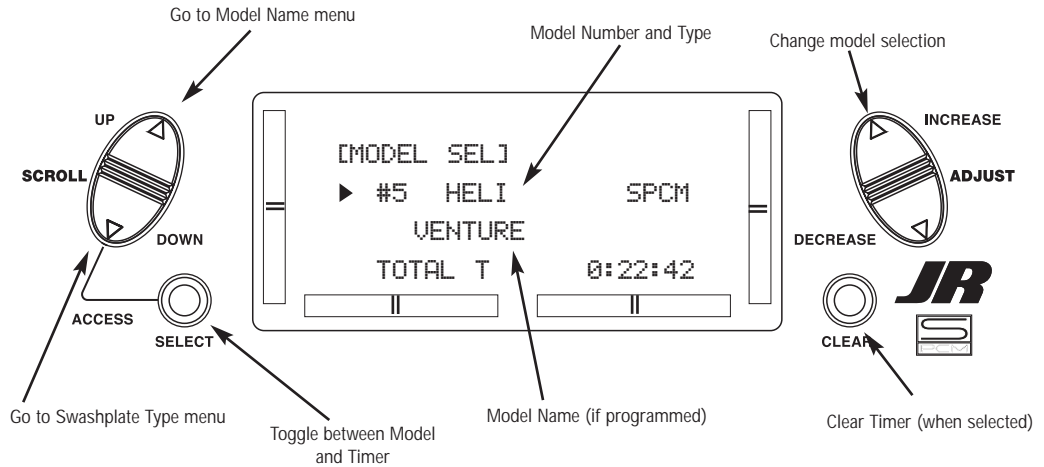 Go to Model Name menu
Model Number and Type
Change model selection
UP
INCREASE
[MODEL SEL]
SCROLL
ADJUST
▶ #5 HELI SPCM
VENTURE
DOWN
DECREASE
TOTAL T 0:22:42
JR
ACCESS
SELECT
CLEAR
S
PCM
Go to Swashplate Type menu
Toggle between Model
and Timer
Model Name (if programmed)
Clear Timer (when selected)